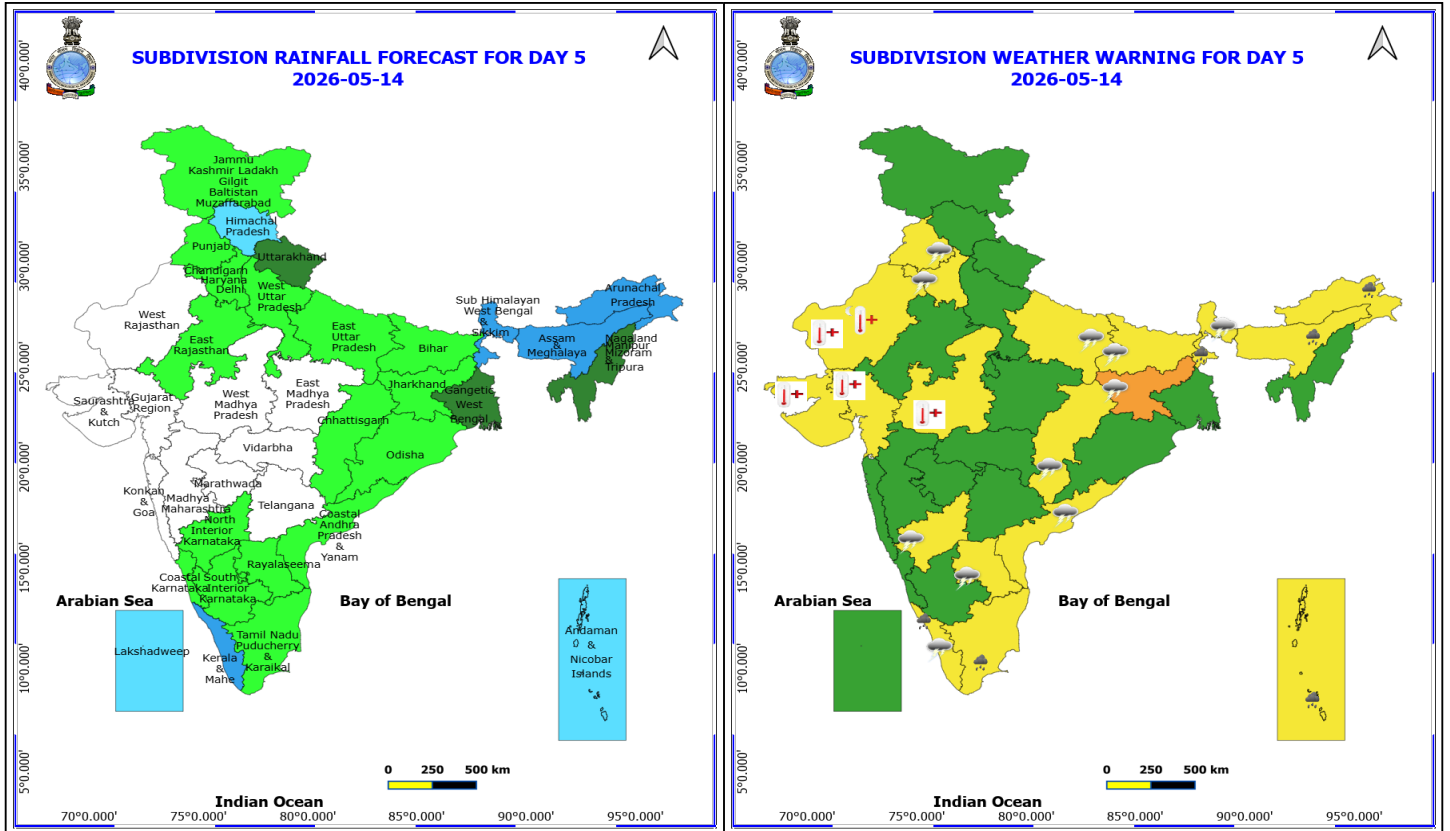 SUBDIVISION RAINFALL FORECAST FOR DAY 5
2026-05-14
40°0.000'
35°0.000'
30°0.000'
25°0.000'
20°0.000'
15°0.000'
10°0.000'
5°0.000'
Jammu
Kashmir Ladakh
Gilgit
Baltistan
Muzaffarabad
Himachal
Pradesh
Punjab
Uttarakhand
Chandigarh
Haryana
Delhi
West
Uttar
Pradesh
Arunachal
Pradesh
Sub Himalayan
West Bengal
&
Sikkim
West
Rajasthan
East
Rajasthan
East
Uttar
Pradesh
Bihar
Assam
&
Meghalaya
Nagaland
Manipur
Mizoram
&
Tripura
Jharkhand
Gangetic
West
Bengal
East
Madhya
Pradesh
West
Madhya
Pradesh
Gujarat
Region
Saurashtra
&
Kutch
Chhattisgarh
Vidarbha
Odisha
Marathwada
Konkan
&
Goa
Madhya
Maharashtra
Telangana
North
Interior
Karnataka
Coastal
Andhra
Pradesh
&
Yanam
Rayalaseema
Coastal
Karnataka
South
Interior
Karnataka
Arabian Sea
Bay of Bengal
Lakshadweep
Kerala
&
Mahe
Tamil Nadu
Puducherry
&
Karaikal
Andaman
&
Nicobar
Islands
0 250 500 km
Indian Ocean
70°0.000' 75°0.000' 80°0.000' 85°0.000' 90°0.000' 95°0.000'
SUBDIVISION WEATHER WARNING FOR DAY 5
2026-05-14
40°0.000'
35°0.000'
30°0.000'
25°0.000'
20°0.000'
15°0.000'
10°0.000'
5°0.000'
Arabian Sea
Bay of Bengal
0 250 500 km
Indian Ocean
70°0.000' 75°0.000' 80°0.000' 85°0.000' 90°0.000' 95°0.000'